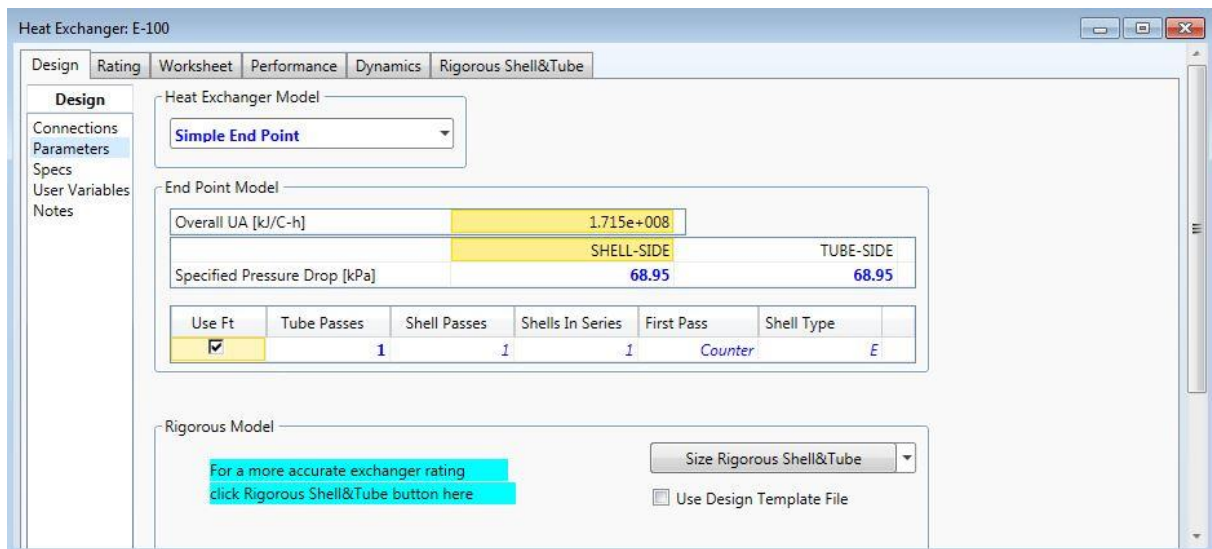 Heat Exchanger: E-100
Design Rating Worksheet Performance Dynamics Rigorous Shell&Tube
Design
Connections
Parameters
Specs
User Variables
Notes
Heat Exchanger Model
Simple End Point
End Point Model
Overall UA [kJ/C-h] 1.715e+008
SHELL-SIDE TUBE-SIDE
Specified Pressure Drop [kPa] 68.95 68.95
Use Ft Tube Passes Shell Passes Shells In Series First Pass Shell Type
1 1 1 Counter E
Rigorous Model
For a more accurate exchanger rating
click Rigorous Shell&Tube button here
Size Rigorous Shell&Tube
Use Design Template File